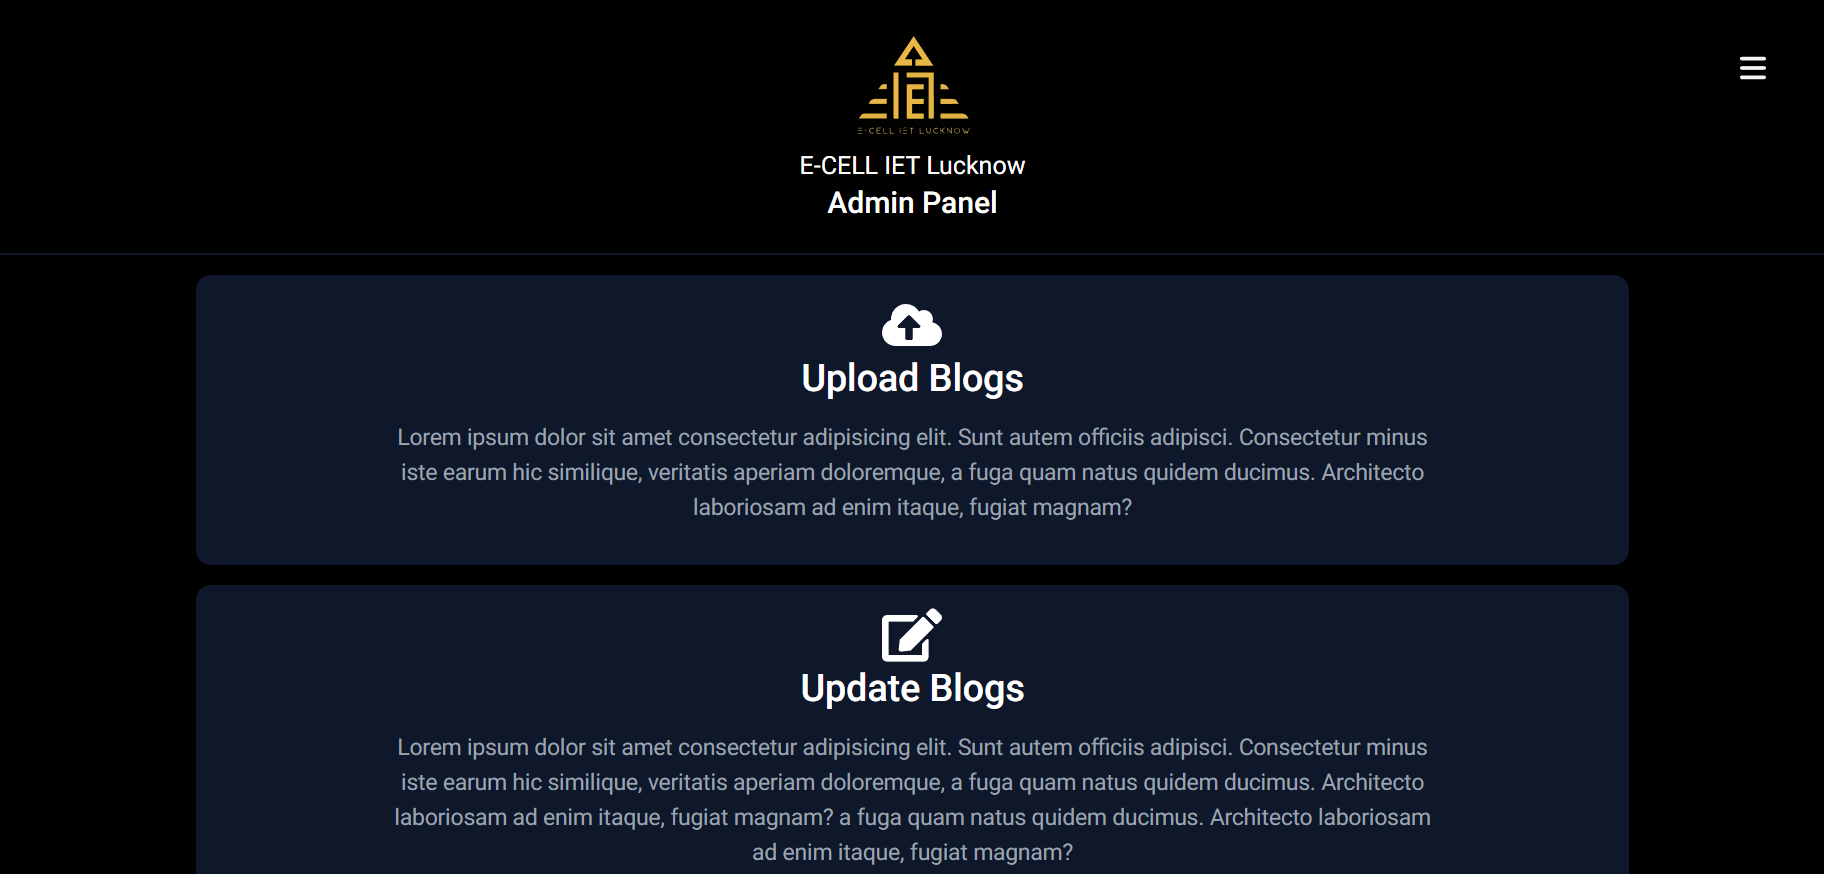 IET
E-CELL IET LUCKNOW
E-CELL IET Lucknow
Admin Panel
Upload Blogs
Lorem ipsum dolor sit amet consectetur adipisicing elit. Sunt autem officiis adipisci. Consectetur minus
iste earum hic similique, veritatis aperiam doloremque, a fuga quam natus quidem ducimus. Architecto
laboriosam ad enim itaque, fugiat magnam?
Update Blogs
Lorem ipsum dolor sit amet consectetur adipisicing elit. Sunt autem officiis adipisci. Consectetur minus
iste earum hic similique, veritatis aperiam doloremque, a fuga quam natus quidem ducimus. Architecto
laboriosam ad enim itaque, fugiat magnam? a fuga quam natus quidem ducimus. Architecto laboriosam
ad enim itaque, fugiat magnam?